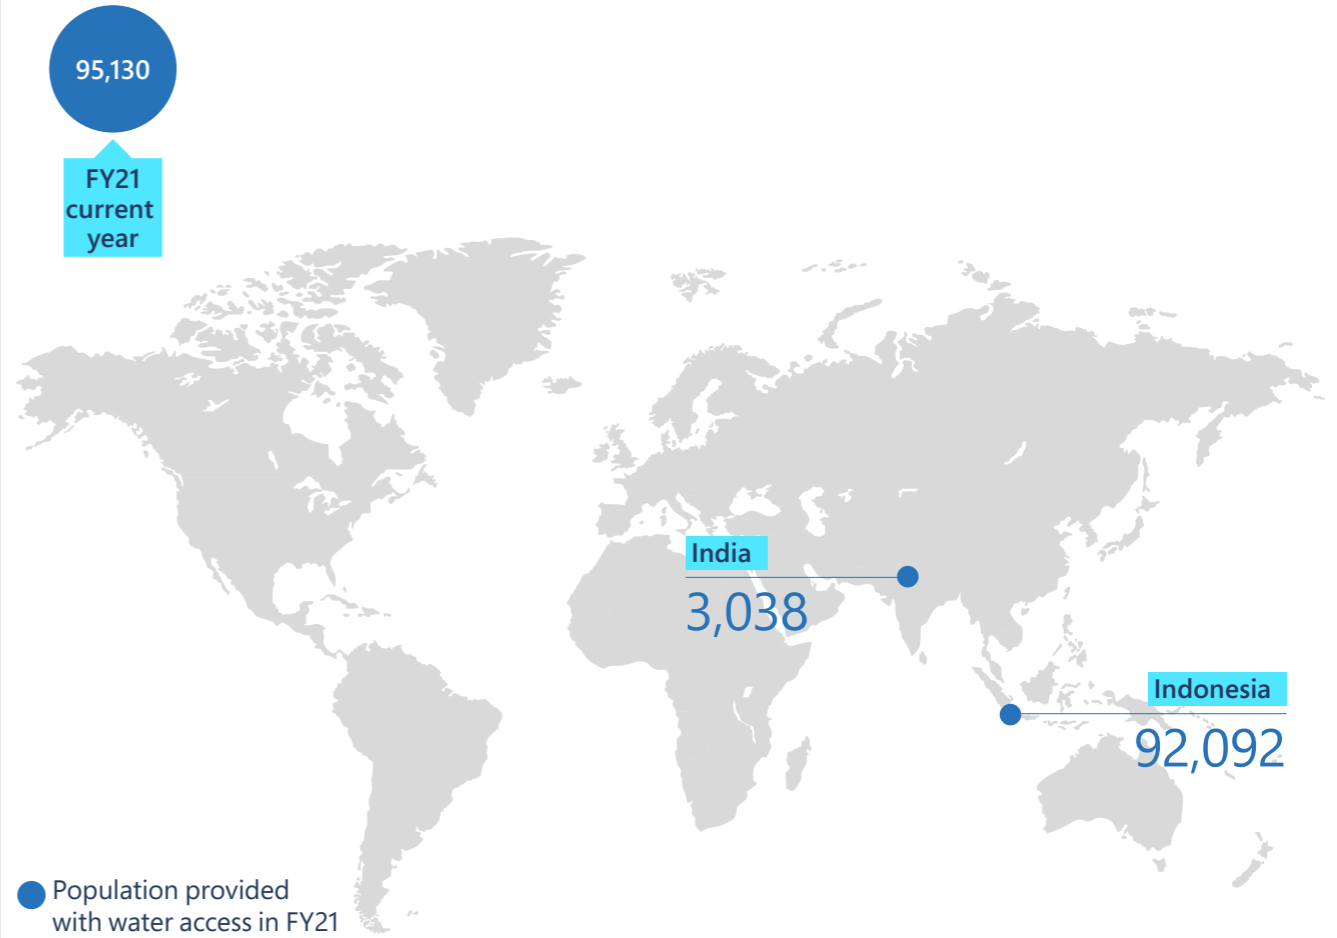 95,130
FY21
current
year
India
3,038
Indonesia
92,092
Population provided
with water access in FY21